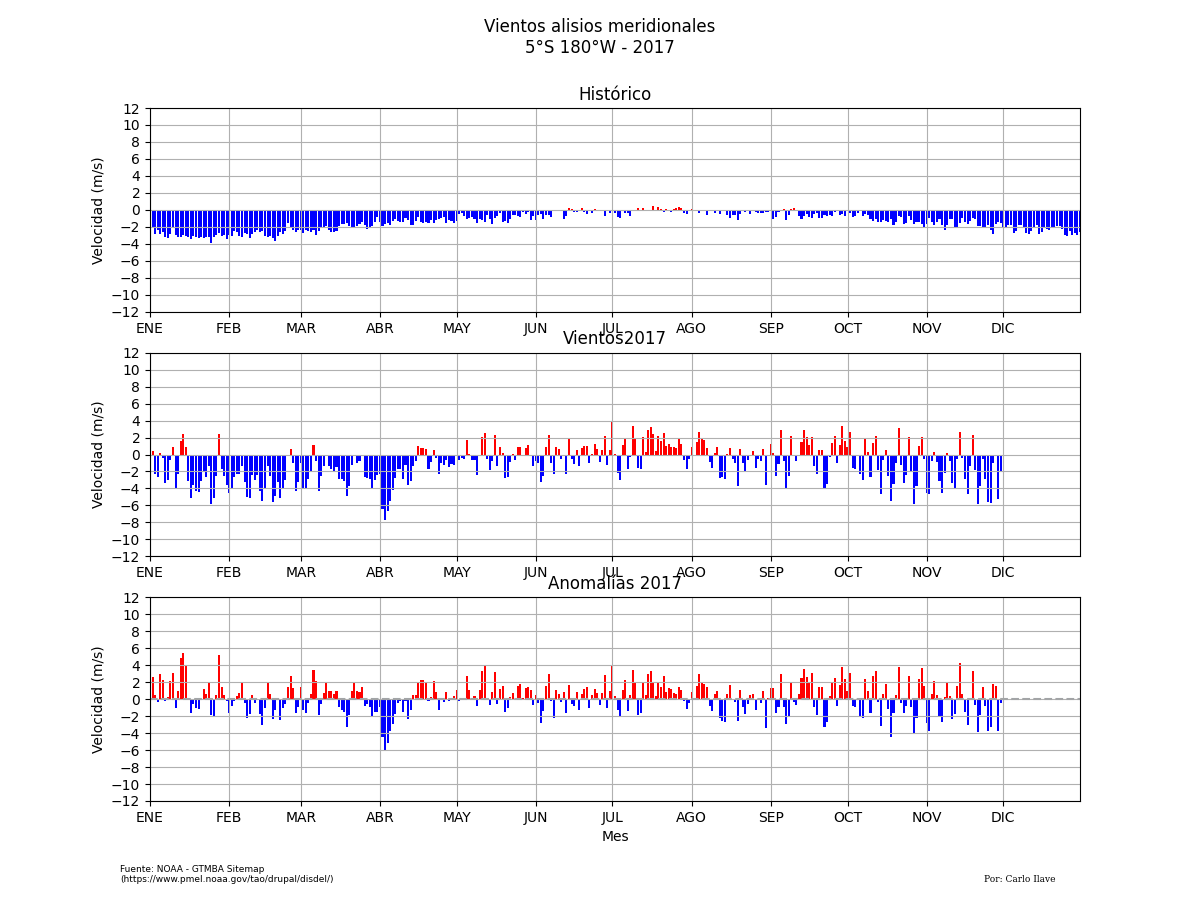 Vientos alisios meridionales
5°S 180°W - 2017
Histórico
12
10
8
6
4
2
0
−2
−4
−6
−8
−10
−12
Velocidad (m/s)
ENE FEB MAR ABR MAY JUN JUL AGO SEP OCT NOV DIC
Vientos2017
12
10
8
6
4
2
0
−2
−4
−6
−8
−10
−12
Velocidad (m/s)
ENE FEB MAR ABR MAY JUN JUL AGO SEP OCT NOV DIC
Anomalías 2017
12
10
8
6
4
2
0
−2
−4
−6
−8
−10
−12
Velocidad (m/s)
ENE FEB MAR ABR MAY JUN JUL AGO SEP OCT NOV DIC
Mes
Fuente: NOAA - GTMBA Sitemap
(https://www.pmel.noaa.gov/tao/drupal/disdel/)
Por: Carlo Ilave